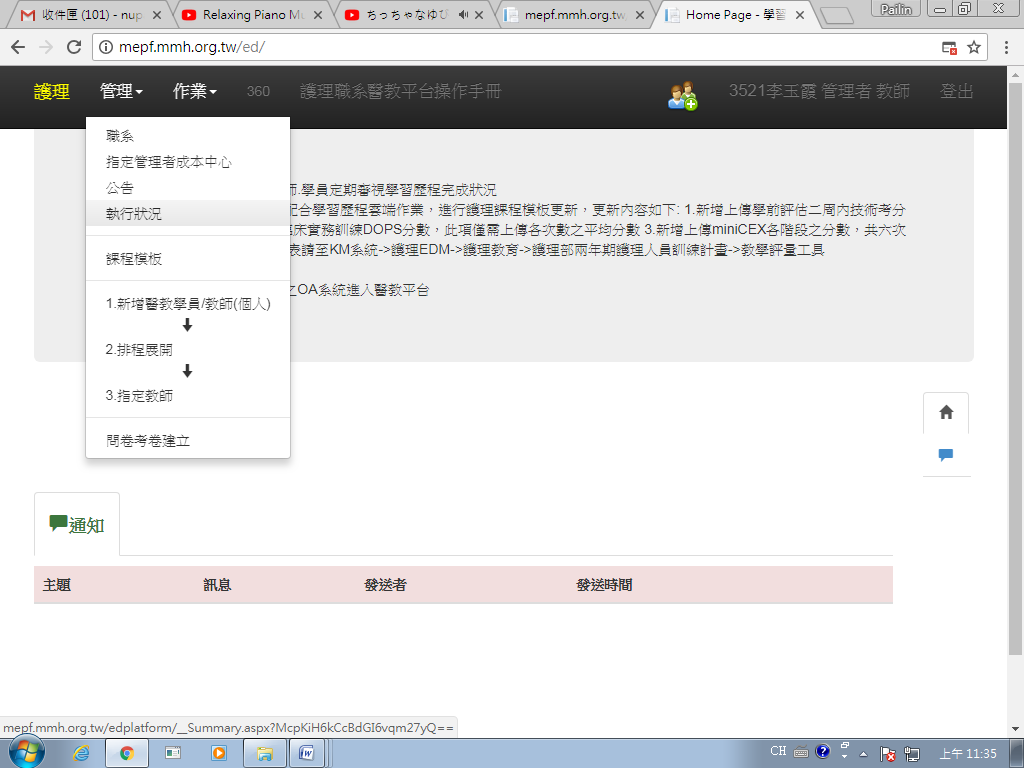 收件匣 (101) - nup
Relaxing Piano Mu
ちっちゃなゆび
mepf.mmh.org.tw/
Home Page - 學習
Pailin
mepf.mmh.org.tw/ed/
護理 管理 作業 360 護理職系醫教平台操作手冊 3521李玉霞 管理者 教師 登出
職系
指定管理者成本中心
公告
執行狀況
課程模板
1.新增醫教學員/教師(個人)
2.排程展開
3.指定教師
問卷考卷建立
師.學員定期審視學習歷程完成狀況
配合學習歷程雲端作業，進行護理課程模板更新，更新內容如下: 1.新增上傳學前評估二周內技術考分
臨床實務訓練DOPS分數，此項僅需上傳各次數之平均分數 3.新增上傳miniCEX各階段之分數，共六次
表請至KM系統->護理EDM->護理教育->護理部兩年期護理人員訓練計畫->教學評量工具
之OA系統進入醫教平台
通知
主題 訊息 發送者 發送時間
mepf.mmh.org.tw/edplatform/__Summary.aspx?McpKiH6kCcBdGI6vqm27yQ==
CH
上午 11:35